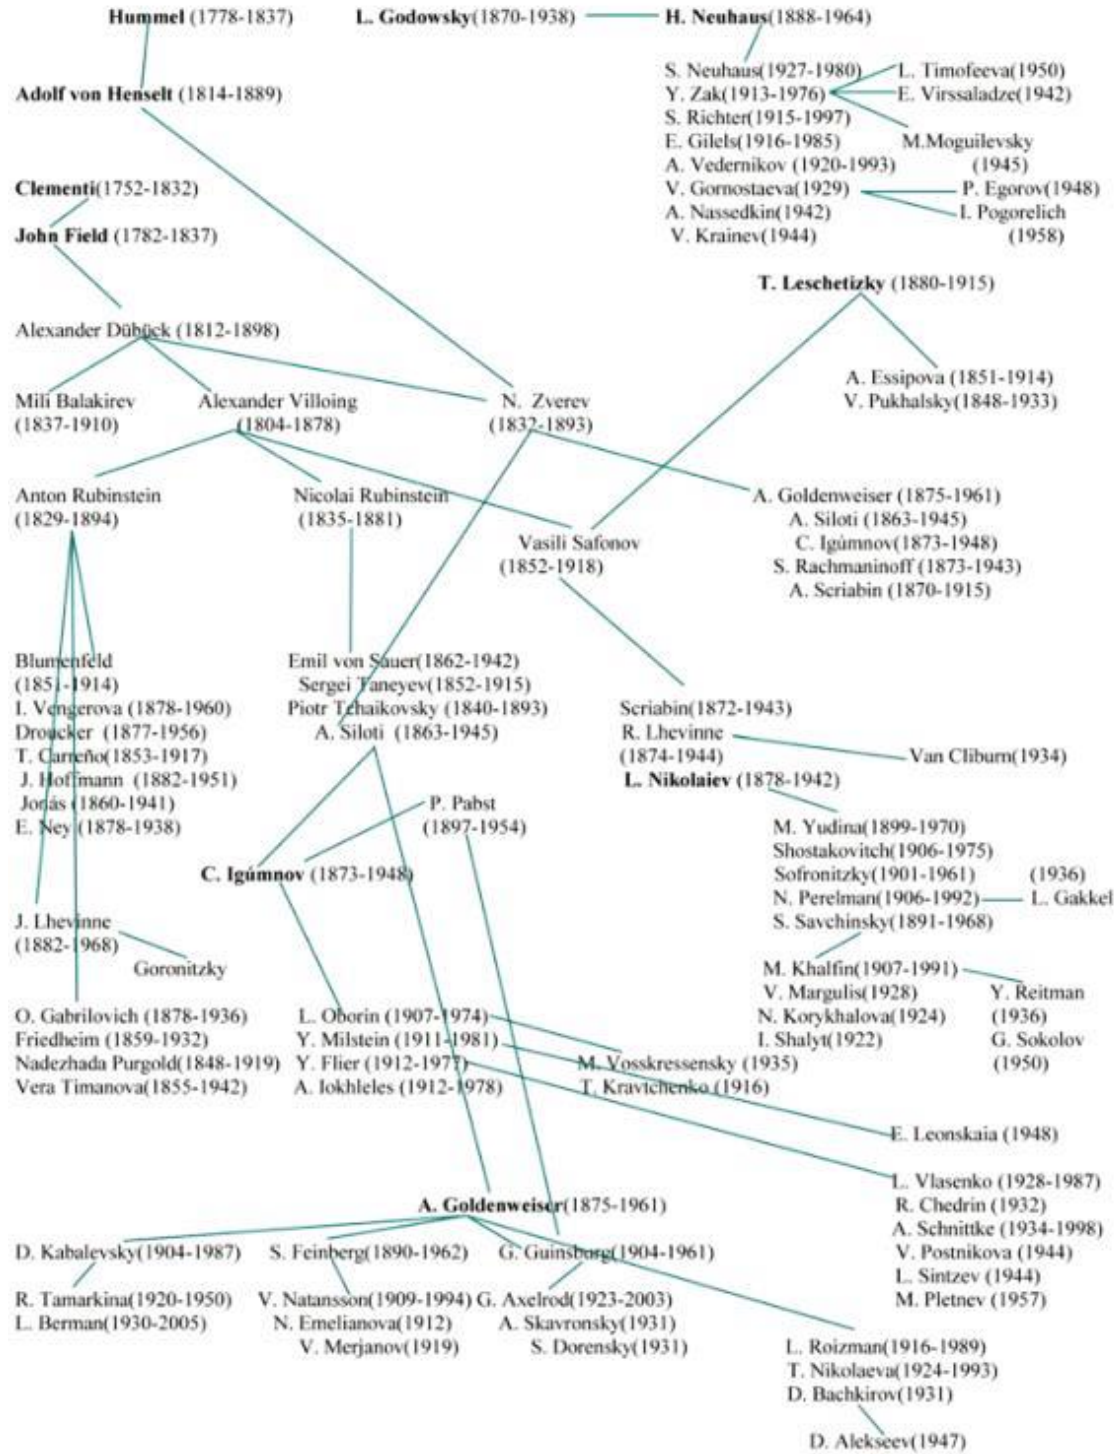 Hummel (1778-1837)
L. Godowsky(1870-1938)
H. Neuhaus(1888-1964)
Adolf von Henselt (1814-1889)
S. Neuhaus(1927-1980)
Y. Zak(1913-1976)
S. Richter(1915-1997)
E. Gilels(1916-1985)
A. Vedernikov (1920-1993)
V. Gornostaeva(1929)
A. Nassedkin(1942)
V. Krainev(1944)
L. Timofeeva(1950)
E. Virssaladze(1942)
M.Moguilevsky
(1945)
P. Egorov(1948)
I. Pogorelich
(1958)
Clementi(1752-1832)
John Field (1782-1837)
T. Leschetizky (1880-1915)
Alexander Dübück (1812-1898)
A. Essipova (1851-1914)
V. Pukhalsky(1848-1933)
Mili Balakirev
(1837-1910)
Alexander Villoing
(1804-1878)
N. Zverev
(1832-1893)
Anton Rubinstein
(1829-1894)
Nicolai Rubinstein
(1835-1881)
Vasili Safonov
(1852-1918)
A. Goldenweiser (1875-1961)
A. Siloti (1863-1945)
C. Igúmnov(1873-1948)
S. Rachmaninoff (1873-1943)
A. Scriabin (1870-1915)
Blumenfeld
(1851-1914)
I. Vengerova (1878-1960)
Droucker (1877-1956)
T. Carreño(1853-1917)
J. Hoffmann (1882-1951)
Jonás (1860-1941)
E. Ney (1878-1938)
Emil von Sauer(1862-1942)
Sergei Taneyev(1852-1915)
Piotr Tchaikovsky (1840-1893)
A. Siloti (1863-1945)
Scriabin(1872-1943)
R. Lhevinne
(1874-1944)
L. Nikolaiev (1878-1942)
Van Cliburn(1934)
P. Pabst
(1897-1954)
C. Igúmnov (1873-1948)
M. Yudina(1899-1970)
Shostakovitch(1906-1975)
Sofronitzky(1901-1961)
N. Perelman(1906-1992)
S. Savchinsky(1891-1968)
(1936)
L. Gakkel
J. Lhevinne
(1882-1968)
Goronitzky
M. Khalfin(1907-1991)
V. Margulis(1928)
N. Korykhalova(1924)
I. Shalyt(1922)
Y. Reitman
(1936)
G. Sokolov
(1950)
O. Gabrilovich (1878-1936)
Friedheim (1859-1932)
Nadezhada Purgold(1848-1919)
Vera Timanova(1855-1942)
L. Oborin (1907-1974)
Y. Milstein (1911-1981)
Y. Flier (1912-1977)
A. Iokhleles (1912-1978)
M. Vosskressensky (1935)
T. Kravtchenko (1916)
E. Leonskaia (1948)
L. Vlasenko (1928-1987)
R. Chedrin (1932)
A. Schnittke (1934-1998)
V. Postnikova (1944)
L. Sintzev (1944)
M. Pletnev (1957)
A. Goldenweiser(1875-1961)
D. Kabalevsky(1904-1987)
S. Feinberg(1890-1962)
G. Guinsburg(1904-1961)
R. Tamarkina(1920-1950)
L. Berman(1930-2005)
V. Natansson(1909-1994)
N. Emelianova(1912)
V. Merjanov(1919)
G. Axelrod(1923-2003)
A. Skavronsky(1931)
S. Dorensky(1931)
L. Roizman(1916-1989)
T. Nikolaeva(1924-1993)
D. Bachkirov(1931)
D. Alekseev(1947)